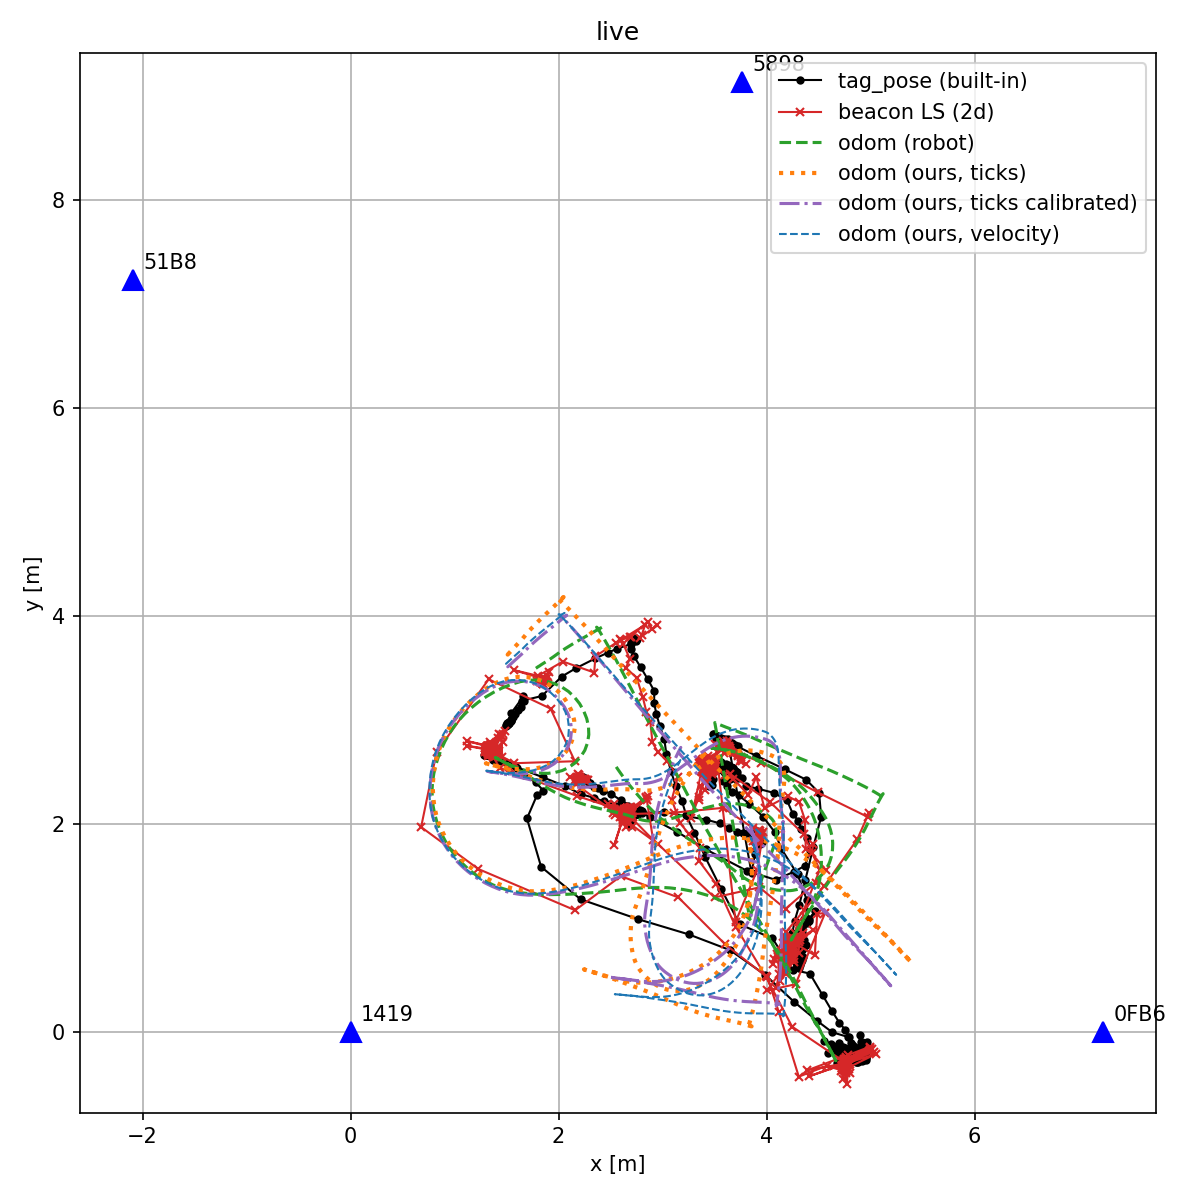 live
5898
tag_pose (built-in)
beacon LS (2d)
odom (robot)
odom (ours, ticks)
odom (ours, ticks calibrated)
odom (ours, velocity)
51B8
1419
0FB6
8
6
4
2
0
y [m]
−2
0
2
4
6
x [m]